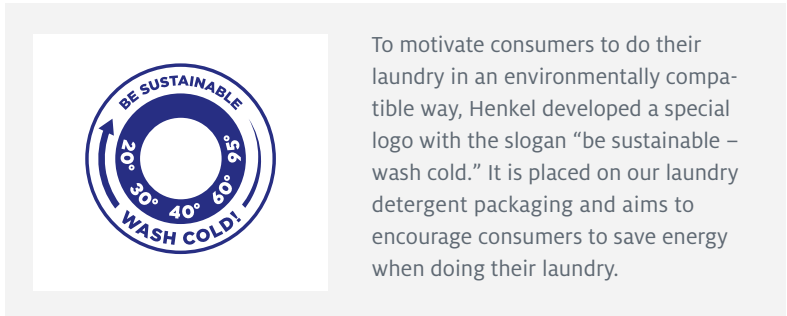 BE SUSTAINABLE
20° 30° 40° 60° 95°
WASH COLD!
To motivate consumers to do their
laundry in an environmentally compa-
tible way, Henkel developed a special
logo with the slogan “be sustainable –
wash cold.” It is placed on our laundry
detergent packaging and aims to
encourage consumers to save energy
when doing their laundry.